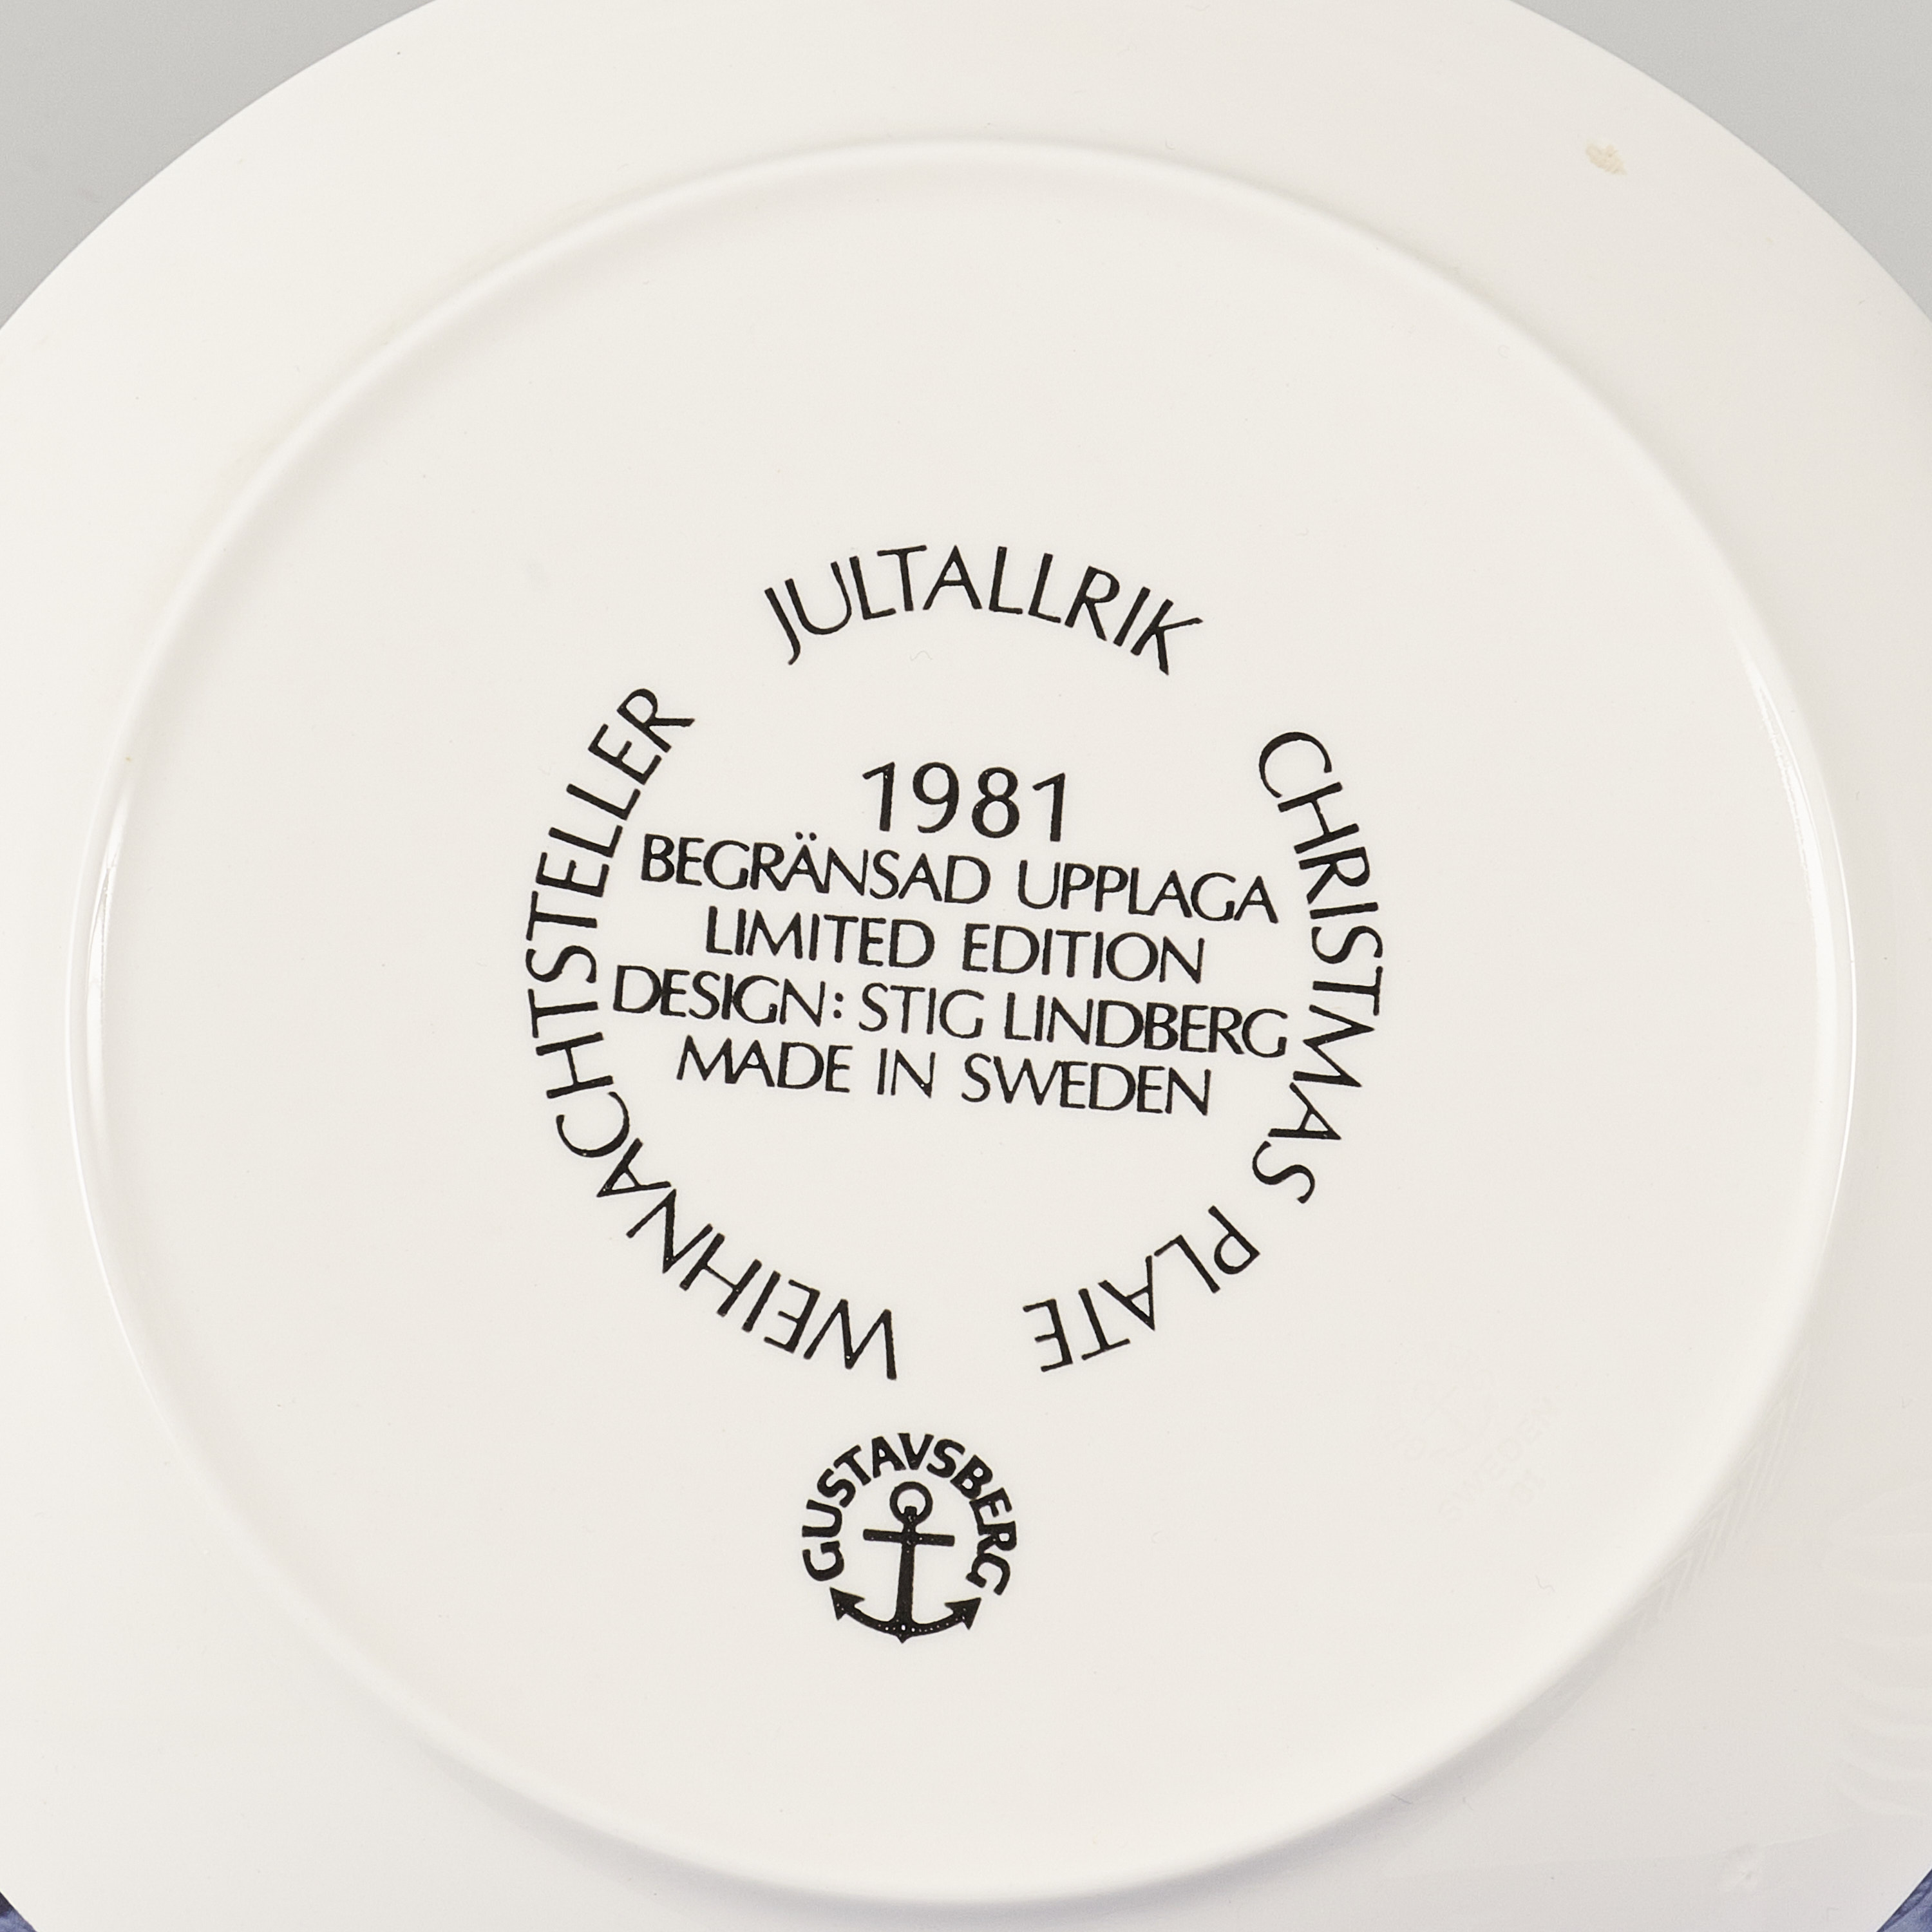 JULTALLRIK
CHRISTMAS PLATE
WEIHNACHTSTELLER
1981
BEGRÄNSAD UPPLAGA
LIMITED EDITION
DESIGN: STIG LINDBERG
MADE IN SWEDEN
GUSTAVSBERG